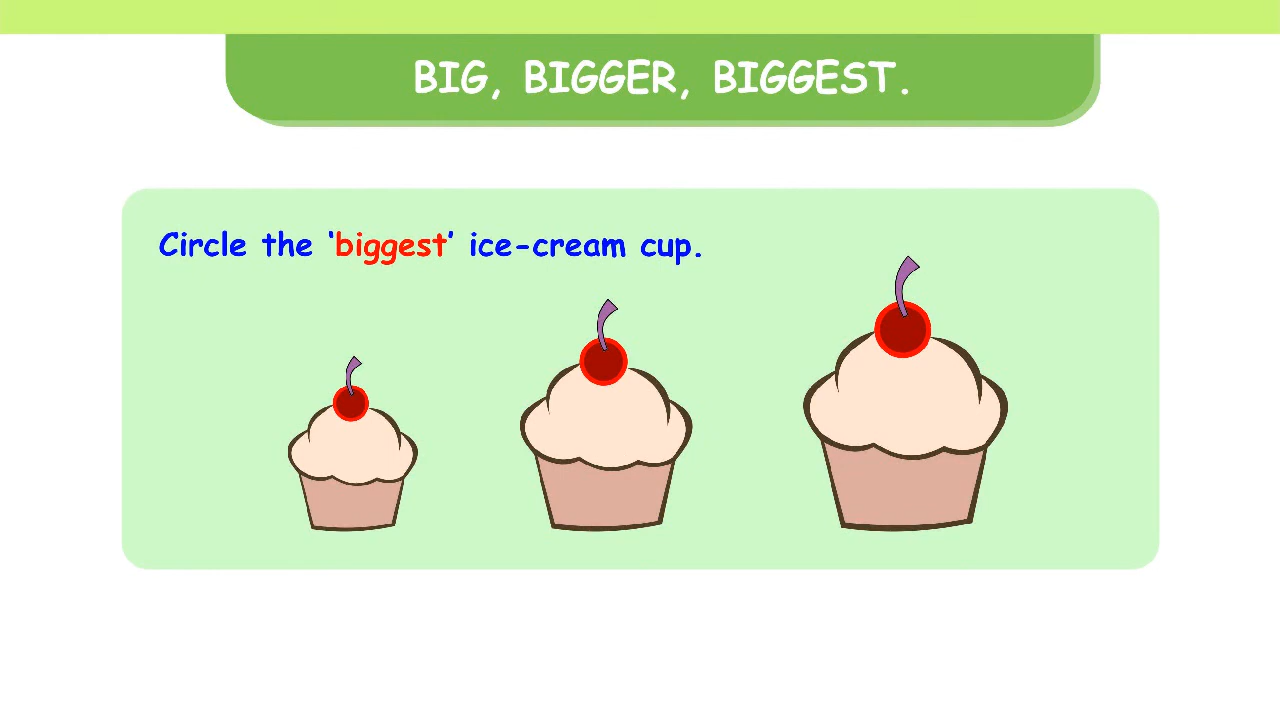 BIG, BIGGER, BIGGEST.
Circle the ‘biggest’ ice-cream cup.